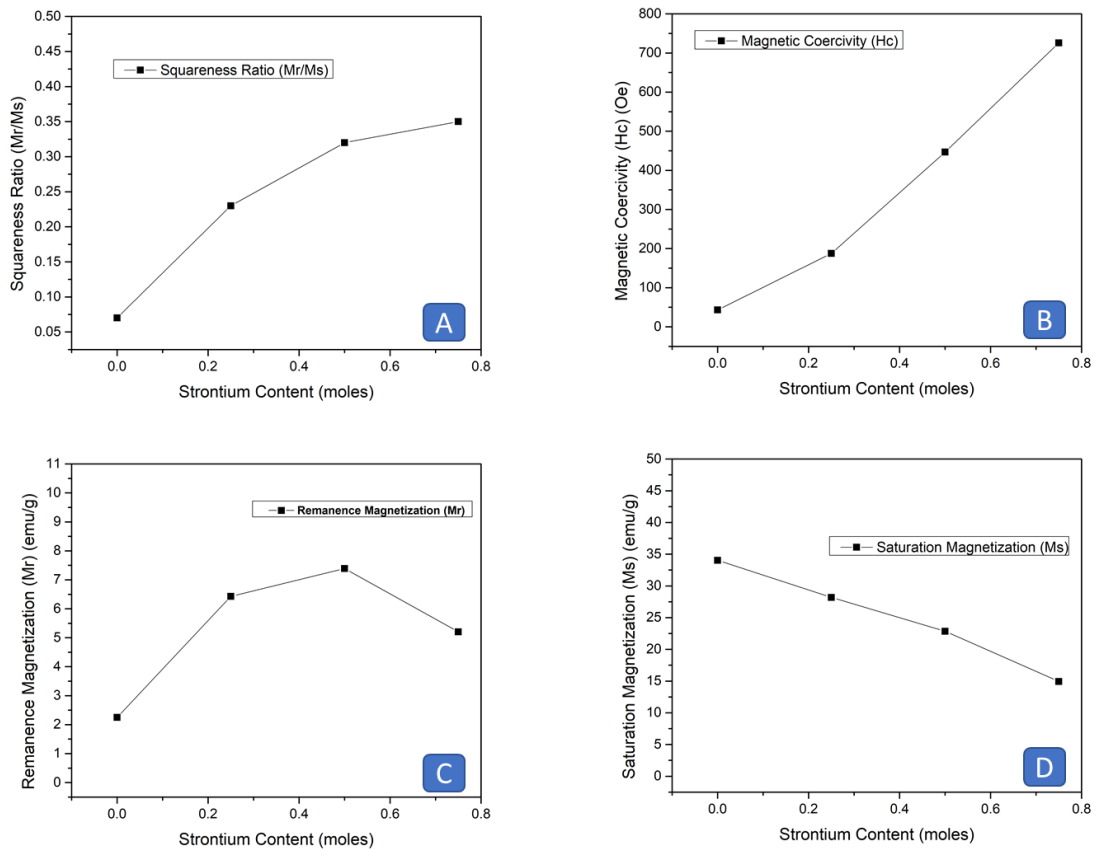 0.50
0.45
0.40
0.35
0.30
0.25
0.20
0.15
0.10
0.05
Squareness Ratio (Mr/Ms)
Squareness Ratio (Mr/Ms)
A
0.0 0.2 0.4 0.6 0.8
Strontium Content (moles)
800
700
600
500
400
300
200
100
0
Magnetic Coercivity (Hc) (Oe)
Magnetic Coercivity (Hc)
B
0.0 0.2 0.4 0.6 0.8
Strontium Content (moles)
11
10
9
8
7
6
5
4
3
2
1
0
Remanence Magnetization (Mr) (emu/g)
Remanence Magnetization (Mr)
C
0.0 0.2 0.4 0.6 0.8
Strontium Content (moles)
50
45
40
35
30
25
20
15
10
5
0
Saturation Magnetization (Ms) (emu/g)
Saturation Magnetization (Ms)
D
0.0 0.2 0.4 0.6 0.8
Strontium Content (moles)